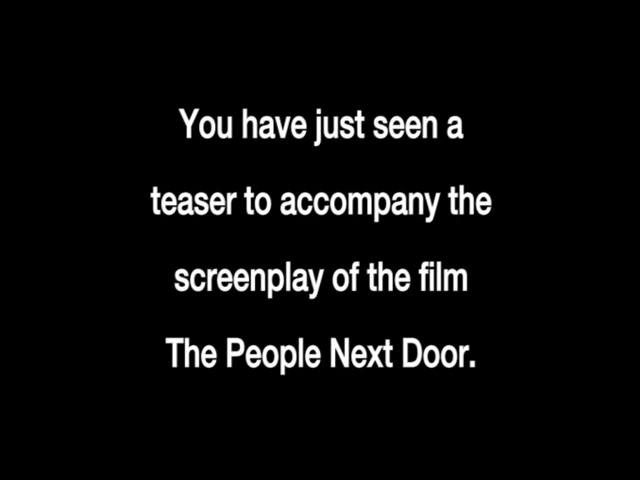 You have just seen a
teaser to accompany the
screenplay of the film
The People Next Door.